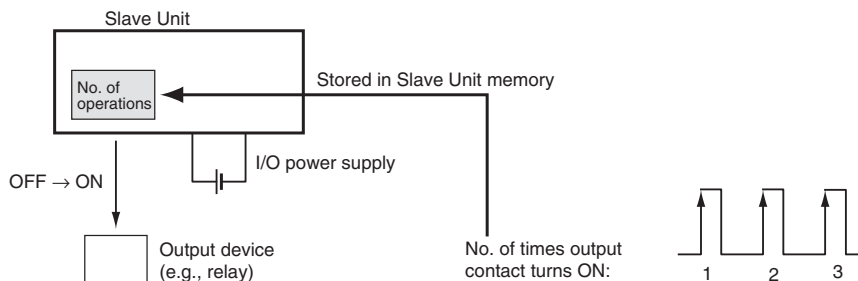 Slave Unit
No. of
operations
Stored in Slave Unit memory
I/O power supply
OFF → ON
Output device
(e.g., relay)
No. of times output
contact turns ON:
1 2 3